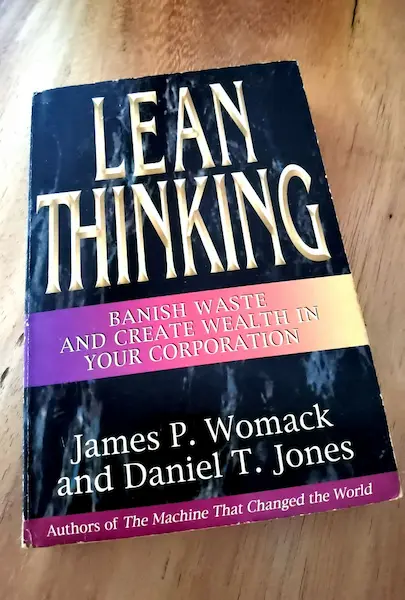 LEAN
THINKING
BANISH WASTE
AND CREATE WEALTH IN
YOUR CORPORATION
James P. Womack
and Daniel T. Jones
Authors of The Machine That Changed the World